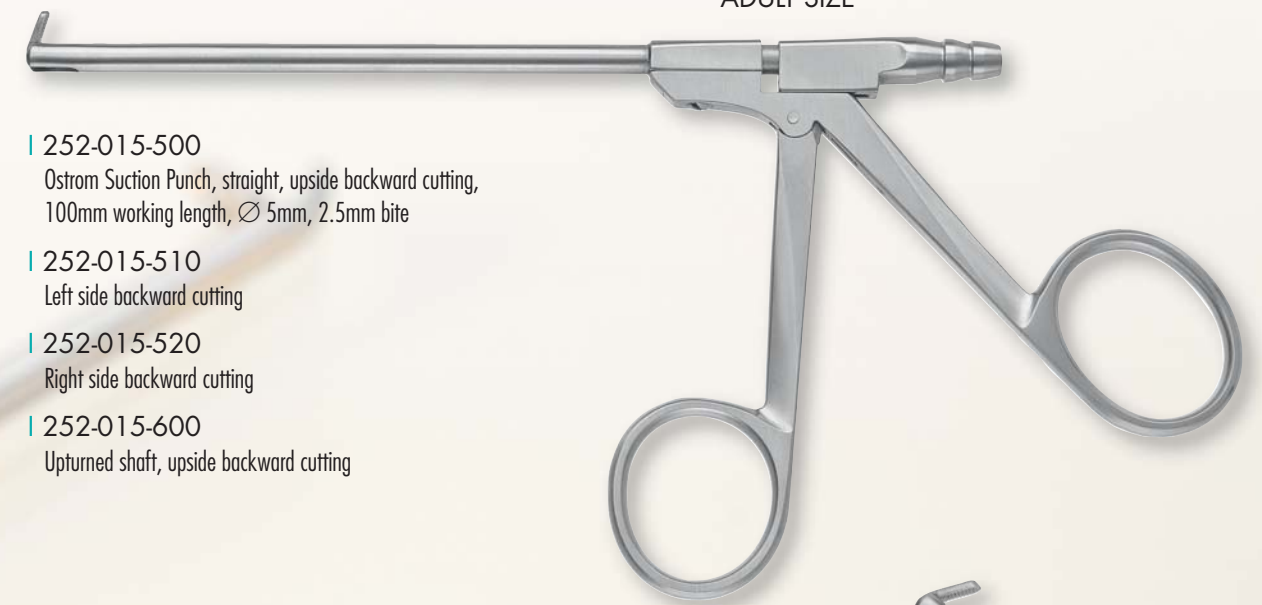 ADULT SIZE
| 252-015-500
Ostrom Suction Punch, straight, upside backward cutting,
100mm working length, ∅ 5mm, 2.5mm bite
| 252-015-510
Left side backward cutting
| 252-015-520
Right side backward cutting
| 252-015-600
Upturned shaft, upside backward cutting